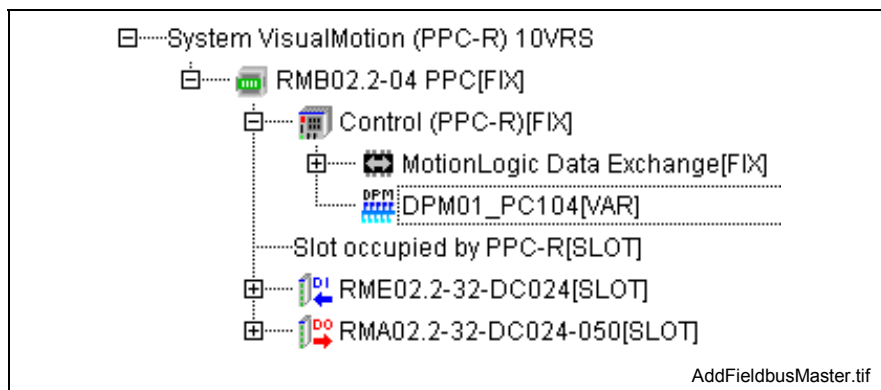 System VisualMotion (PPC-R) 10VRS
RMB02.2-04 PPC[FIX]
Control (PPC-R)[FIX]
MotionLogic Data Exchange[FIX]
DPM
DPM01_PC104[VAR]
Slot occupied by PPC-R[SLOT]
DI RME02.2-32-DC024[SLOT]
DO RMA02.2-32-DC024-050[SLOT]
AddFieldbusMaster.tif